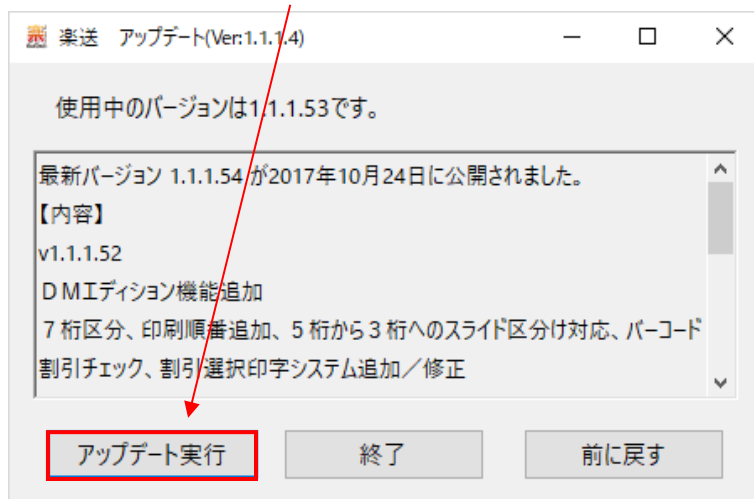 楽送 アップデート(Ver:1.1.1.4)
使用中のバージョンは1.1.1.53です。
最新バージョン 1.1.1.54 が2017年10月24日に公開されました。
【内容】
v1.1.1.52
ＤＭエディション機能追加
７桁区分、印刷順番追加、５桁から３桁へのスライド区分け対応、バーコード
割引チェック、割引選択印字システム追加／修正
アップデート実行 終了 前に戻す